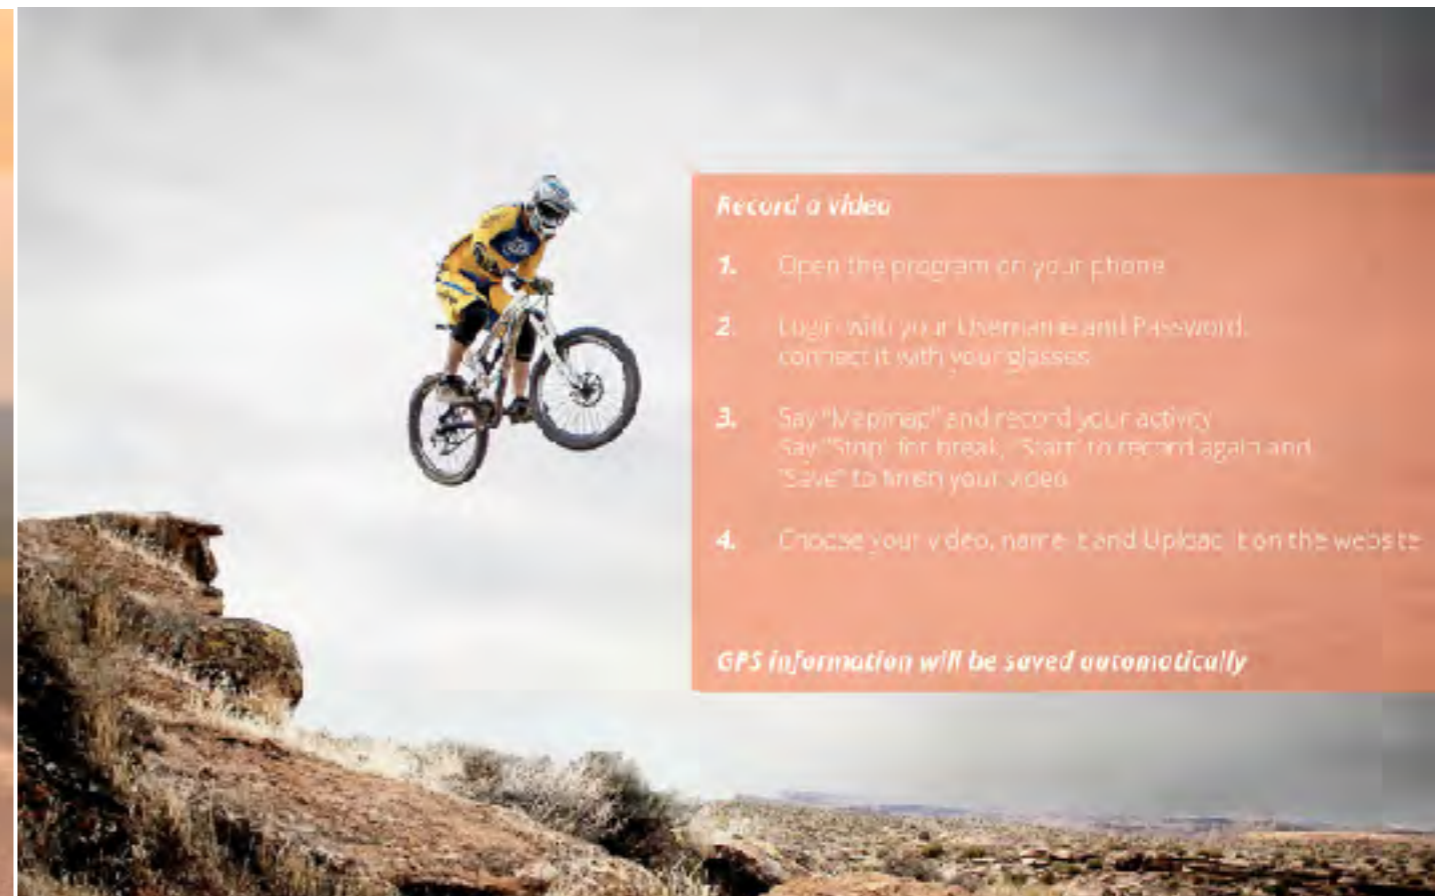 Record a video
1. Open the program on your phone
2. Login with your Username and Password,
connect it with your glasses
3. Say "Mapinap" and record your activity
Say "Stop" for break, "Start" to record again and
"Save" to finish your video
4. Choose your video, name it and Upload it on the website
GPS information will be saved automatically